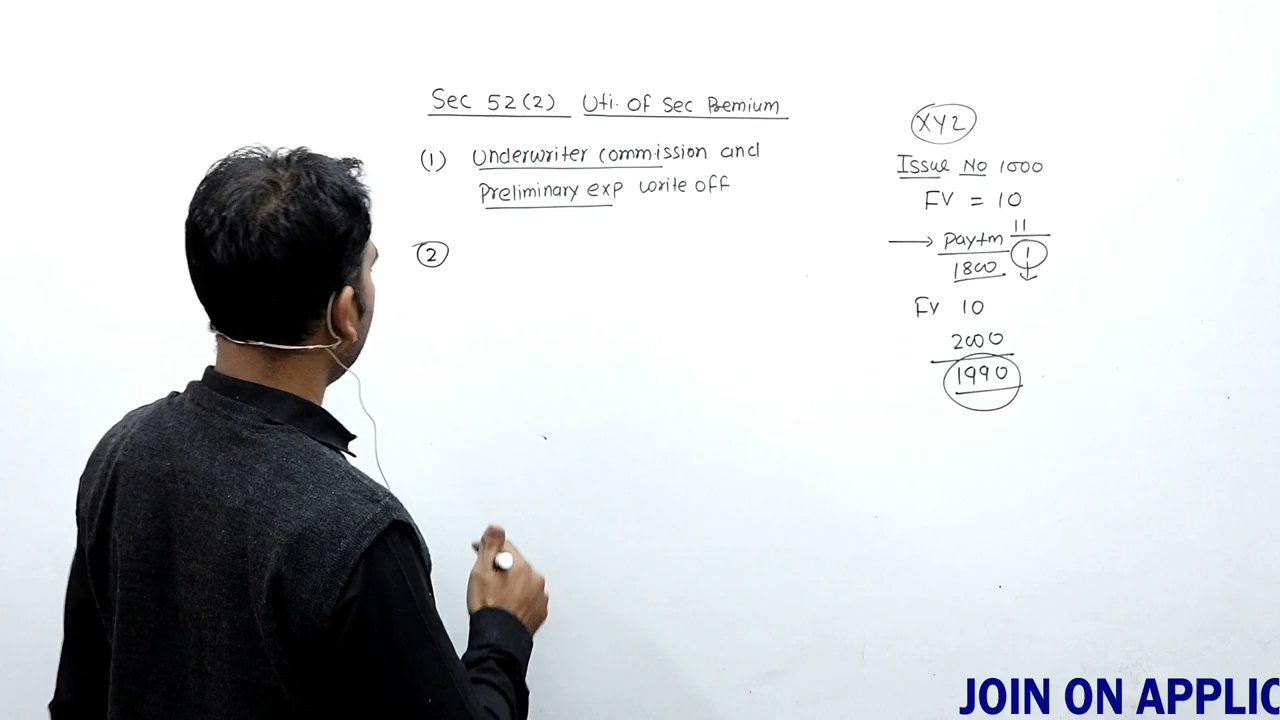 Sec 52(2) Uti. Of Sec Premium
(1) Underwriter commission and
Preliminary exp write off
2
XYZ
Issue No 1000
FV = 10
→ paytm 11
1800 1
FV 10
2000
1990
JOIN ON APPLIC